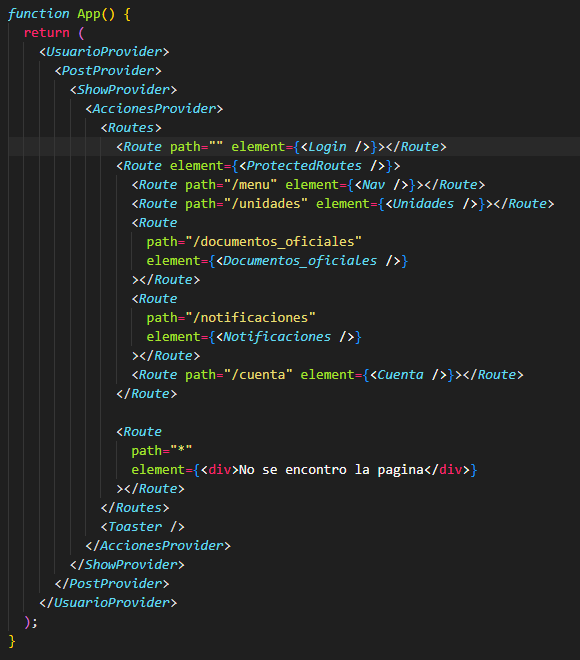 function App() {
  return (
    <UsuarioProvider>
      <PostProvider>
        <ShowProvider>
          <AccionesProvider>
            <Routes>
              <Route path="" element={<Login />}></Route>
              <Route element={<ProtectedRoutes />}>
                <Route path="/menu" element={<Nav />}></Route>
                <Route path="/unidades" element={<Unidades />}></Route>
                <Route
                  path="/documentos_oficiales"
                  element={<Documentos_oficiales />}
                ></Route>
                <Route
                  path="/notificaciones"
                  element={<Notificaciones />}
                ></Route>
                <Route path="/cuenta" element={<Cuenta />}></Route>
              </Route>

              <Route
                path="*"
                element={<div>No se encontro la pagina</div>}
              ></Route>
            </Routes>
            <Toaster />
          </AccionesProvider>
        </ShowProvider>
      </PostProvider>
    </UsuarioProvider>
  );
}